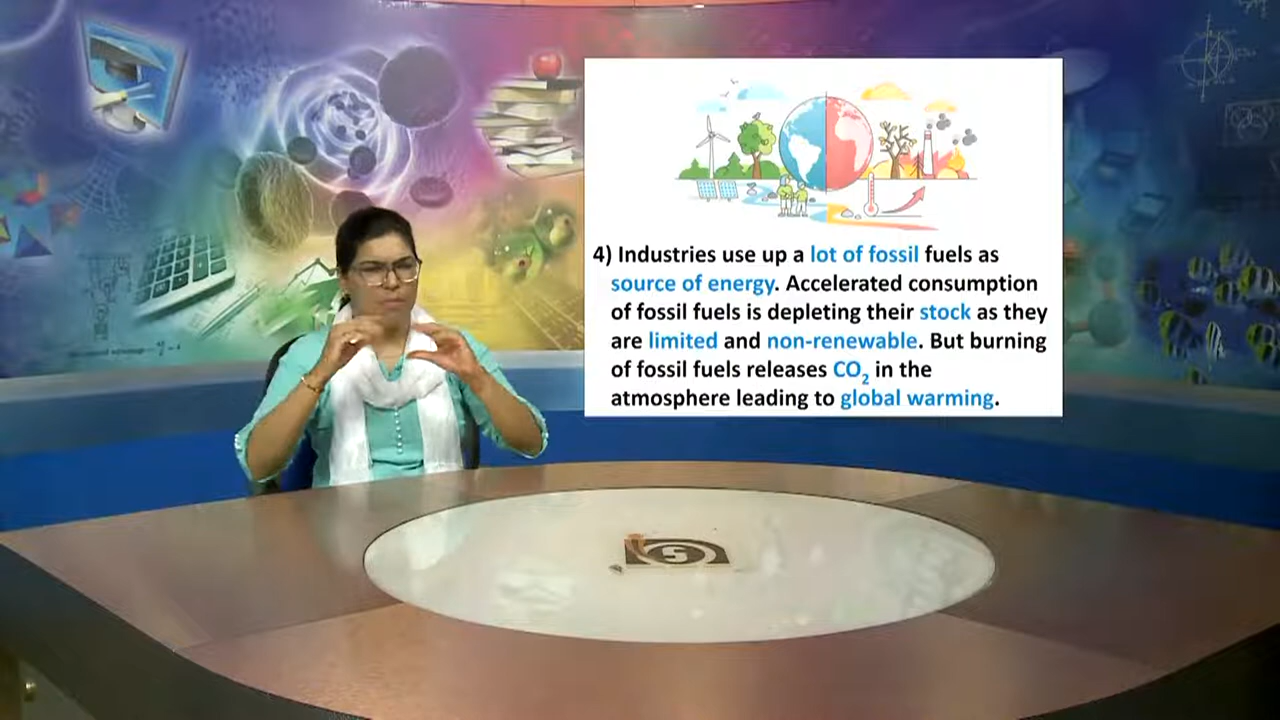 4) Industries use up a lot of fossil fuels as
source of energy. Accelerated consumption
of fossil fuels is depleting their stock as they
are limited and non-renewable. But burning
of fossil fuels releases CO₂ in the
atmosphere leading to global warming.